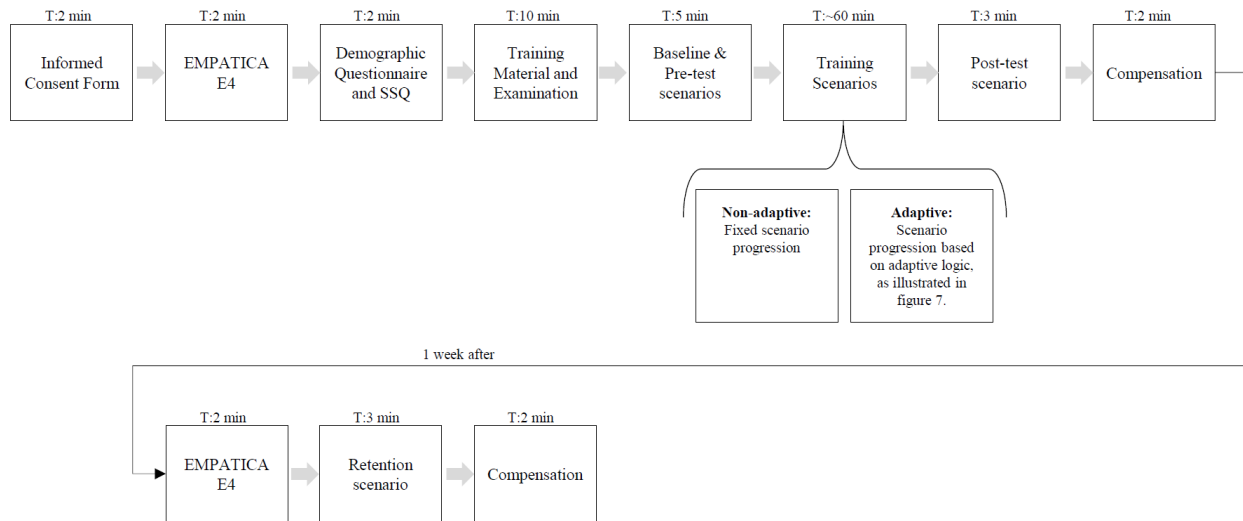 T:2 min
T:2 min
T:2 min
T:10 min
T:5 min
T:~60 min
T:3 min
T:2 min
Informed
Consent Form
EMPATICA
E4
Demographic
Questionnaire
and SSQ
Training
Material and
Examination
Baseline &
Pre-test
scenarios
Training
Scenarios
Post-test
scenario
Compensation
Non-adaptive:
Fixed scenario
progression
Adaptive:
Scenario
progression based
on adaptive logic,
as illustrated in
figure 7.
1 week after
T:2 min
T:3 min
T:2 min
EMPATICA
E4
Retention
scenario
Compensation